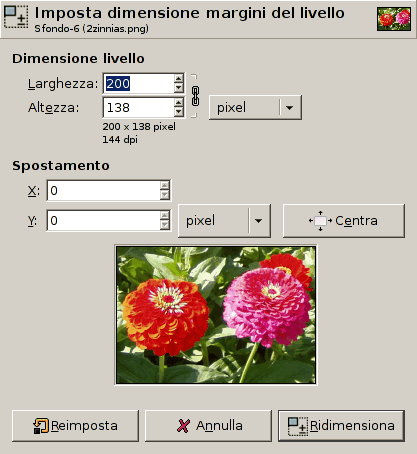 Imposta dimensione margini del livello
Sfondo-6 (2zinnias.png)
Dimensione livello
Larghezza: 200
Altezza: 138 pixel
200 x 138 pixel
144 dpi
Spostamento
X: 0
Y: 0 pixel Centra
Reimposta Annulla Ridimensiona